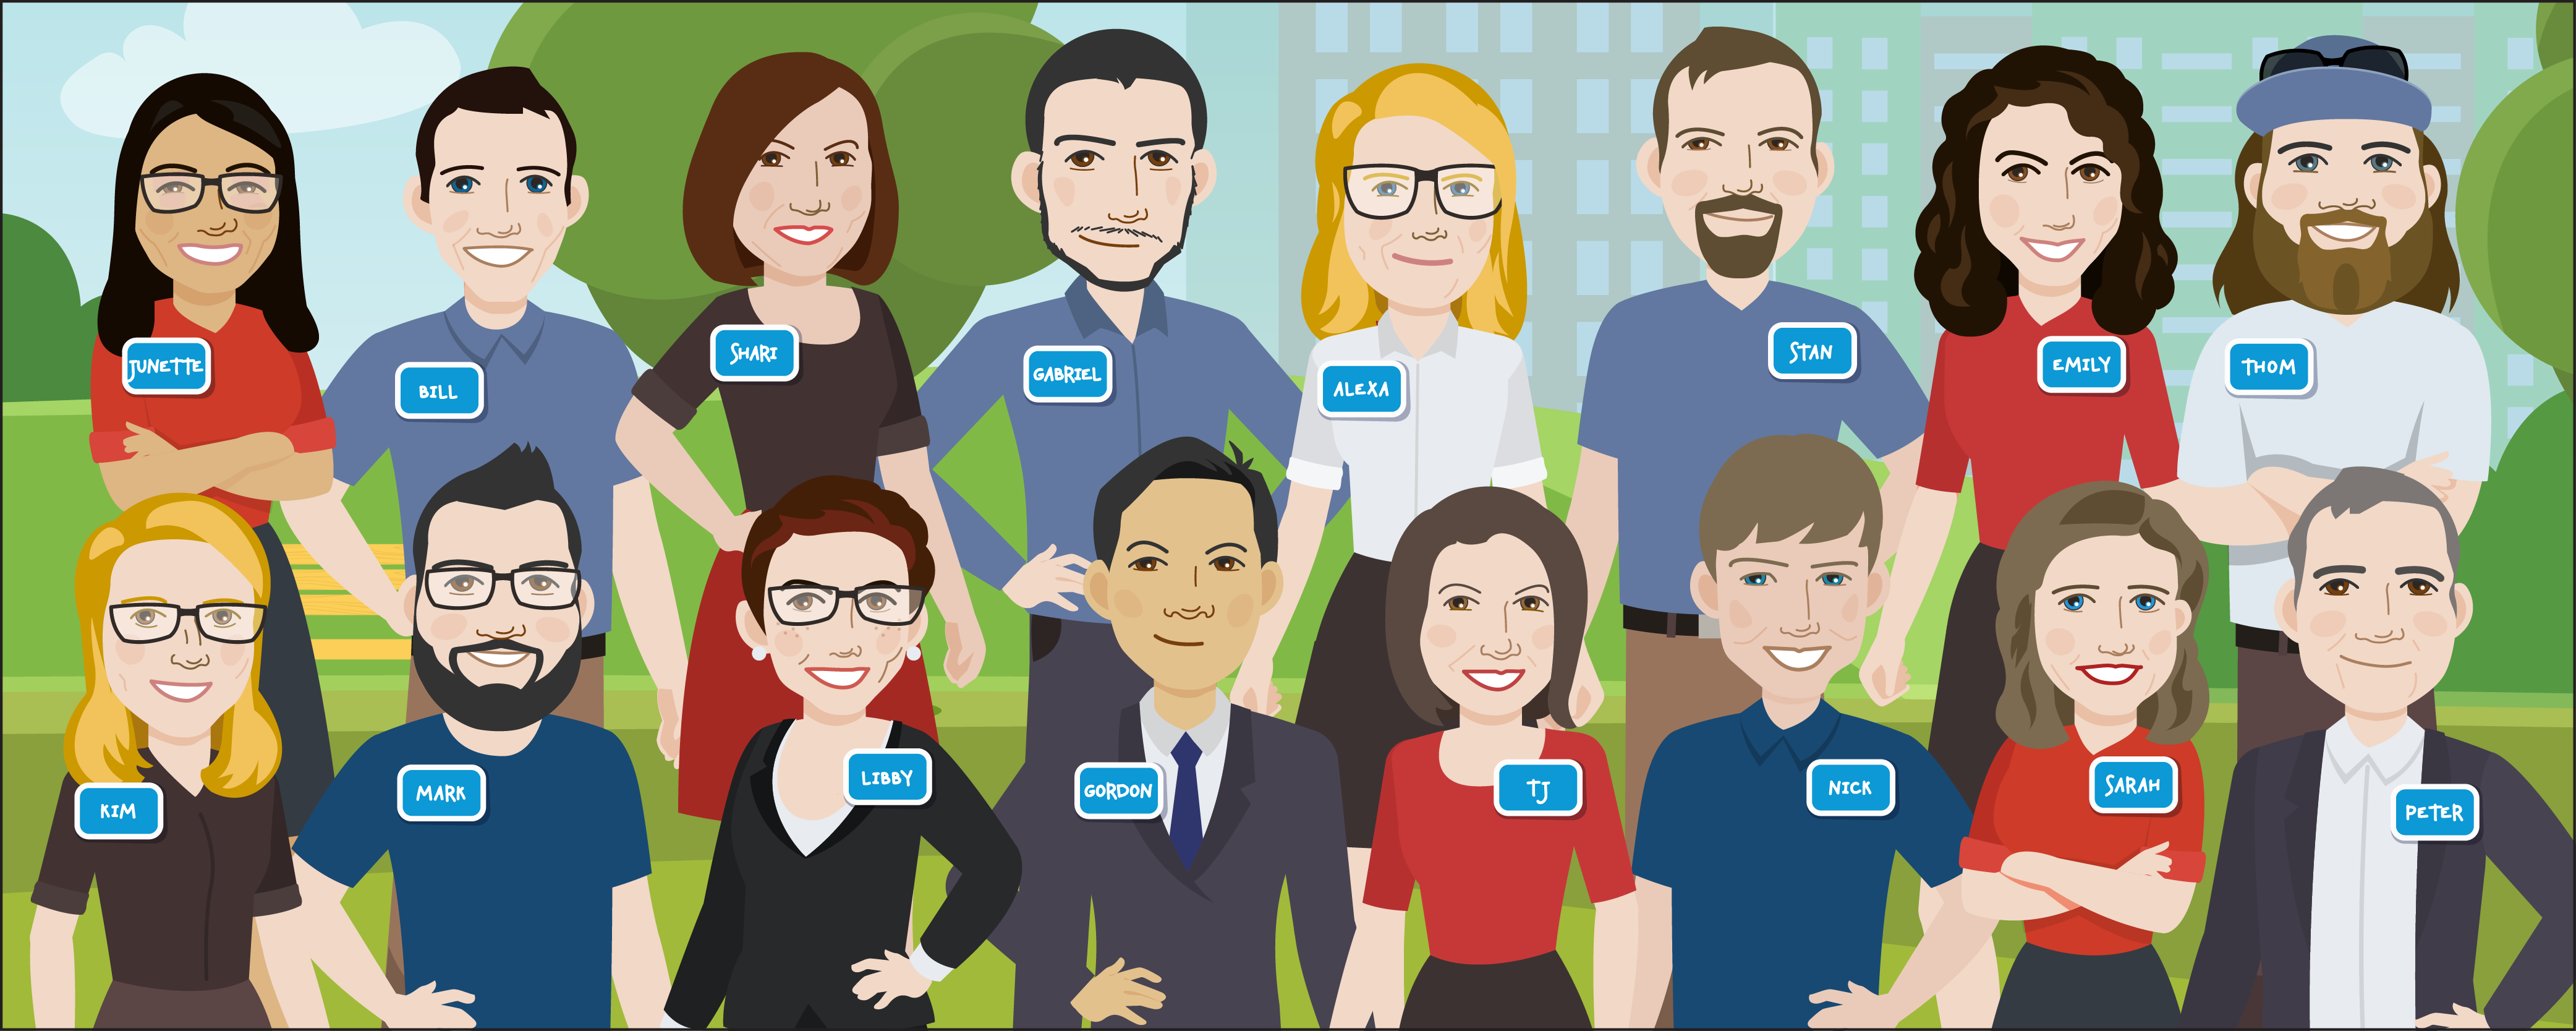 JUNETTE
BILL
SHARI
GABRIEL
ALEXA
STAN
EMILY
THOM
KIM
MARK
LIBBY
GORDON
TJ
NICK
SARAH
PETER